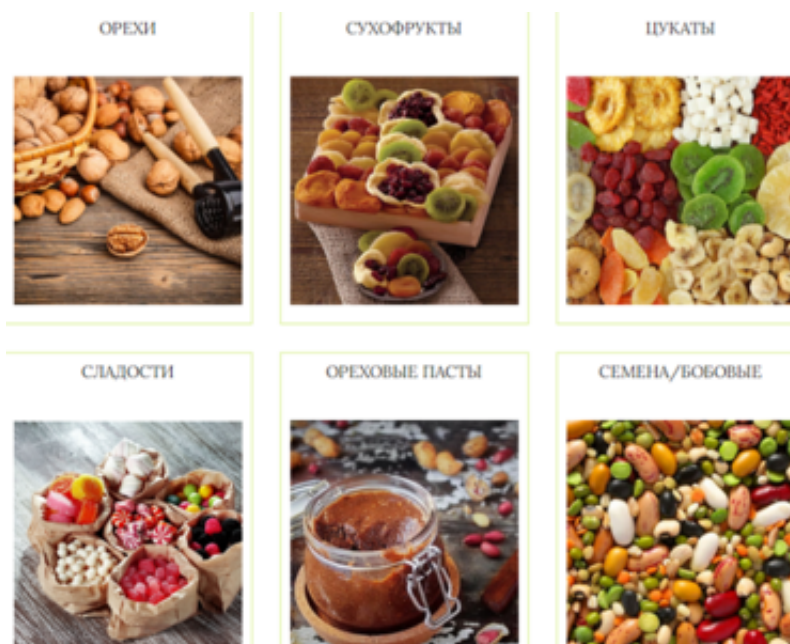 ОРЕХИ
СУХОФРУКТЫ
ЦУКАТЫ
СЛАДОСТИ
ОРЕХОВЫЕ ПАСТЫ
СЕМЕНА/БОБОВЫЕ